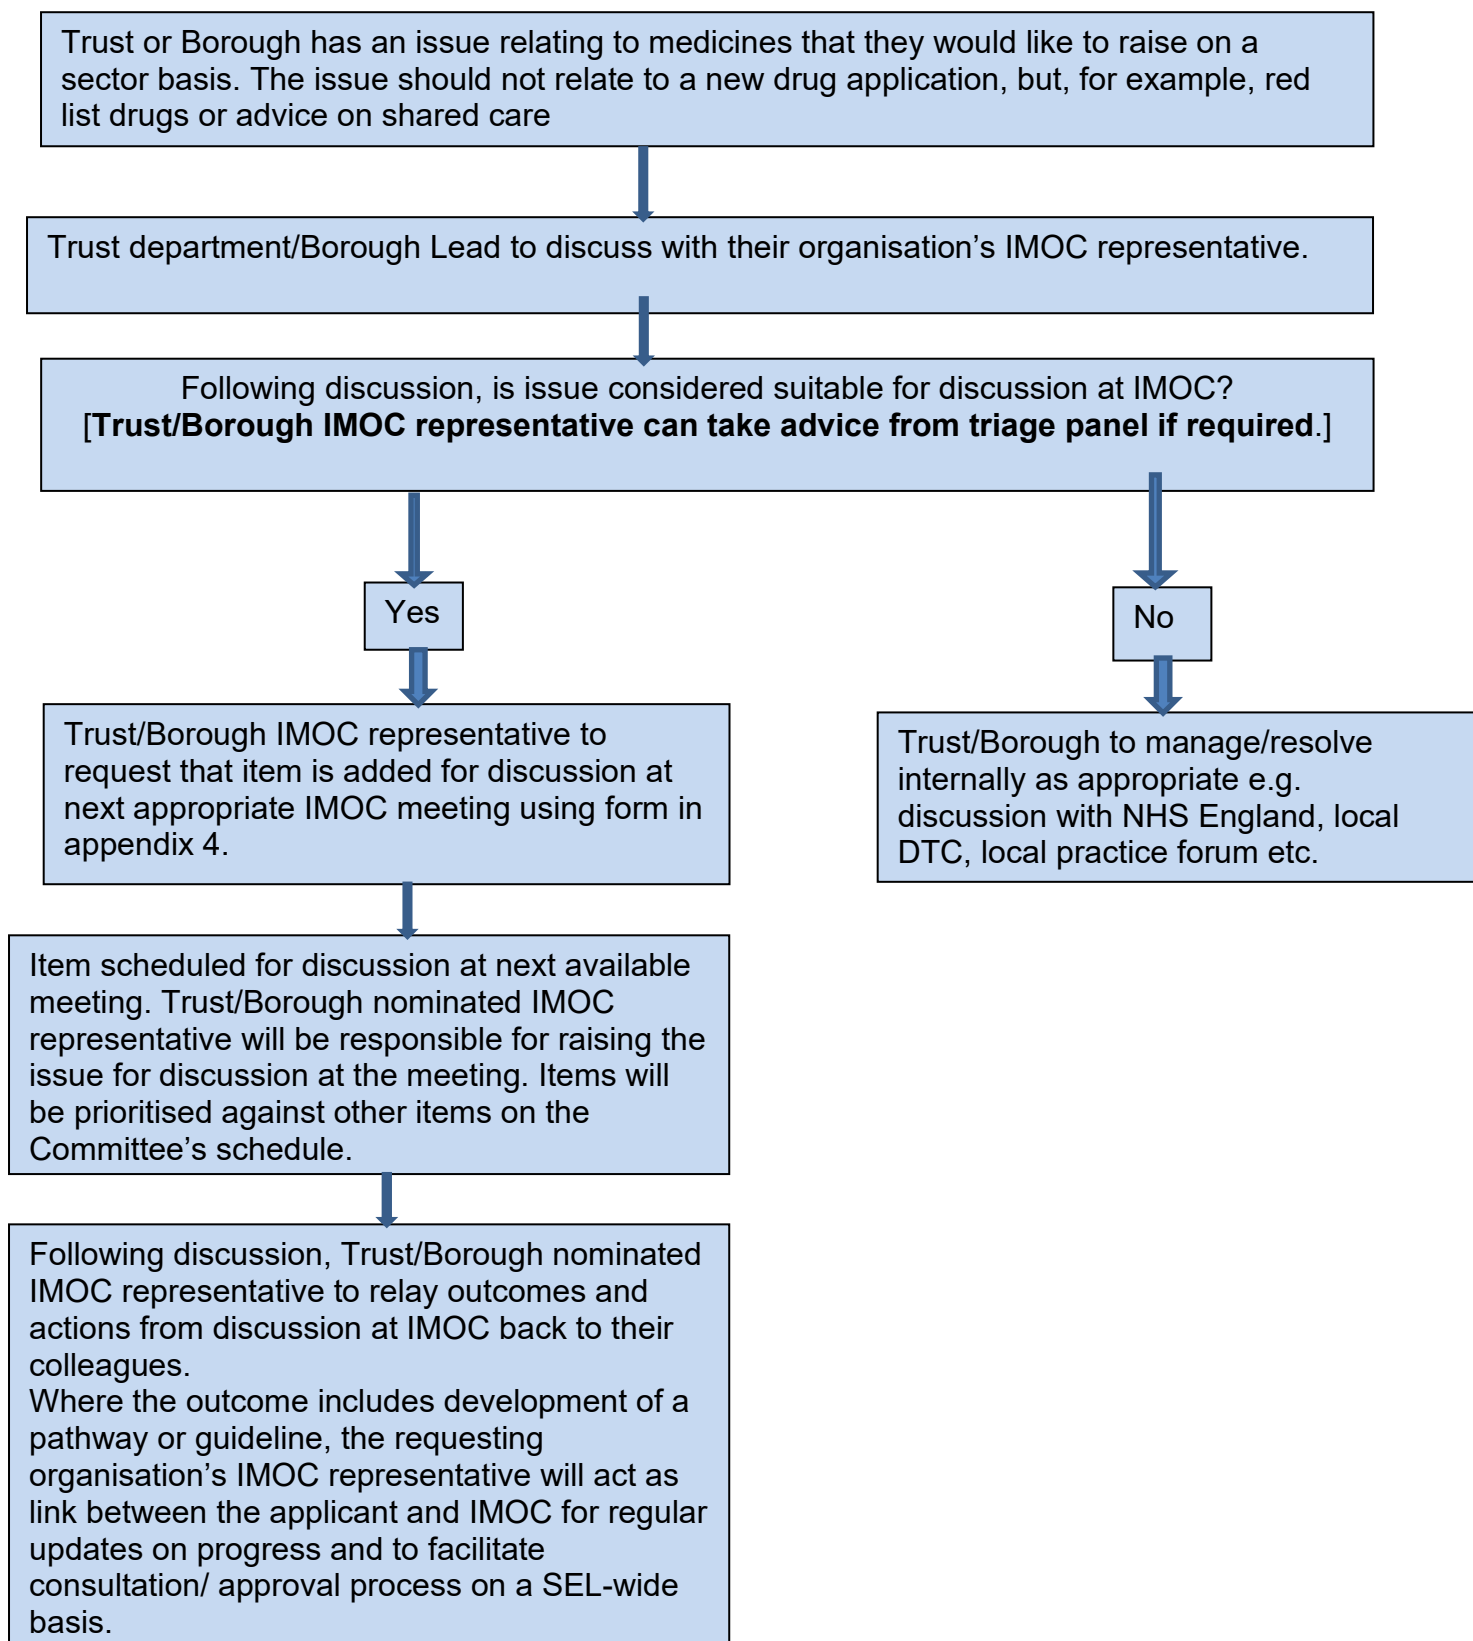 Trust or Borough has an issue relating to medicines that they would like to raise on a
sector basis. The issue should not relate to a new drug application, but, for example, red
list drugs or advice on shared care
Trust department/Borough Lead to discuss with their organisation’s IMOC representative.
Following discussion, is issue considered suitable for discussion at IMOC?
[Trust/Borough IMOC representative can take advice from triage panel if required.]
Yes
No
Trust/Borough IMOC representative to
request that item is added for discussion at
next appropriate IMOC meeting using form in
appendix 4.
Trust/Borough to manage/resolve
internally as appropriate e.g.
discussion with NHS England, local
DTC, local practice forum etc.
Item scheduled for discussion at next available
meeting. Trust/Borough nominated IMOC
representative will be responsible for raising the
issue for discussion at the meeting. Items will
be prioritised against other items on the
Committee’s schedule.
Following discussion, Trust/Borough nominated
IMOC representative to relay outcomes and
actions from discussion at IMOC back to their
colleagues.
Where the outcome includes development of a
pathway or guideline, the requesting
organisation’s IMOC representative will act as
link between the applicant and IMOC for regular
updates on progress and to facilitate
consultation/ approval process on a SEL-wide
basis.